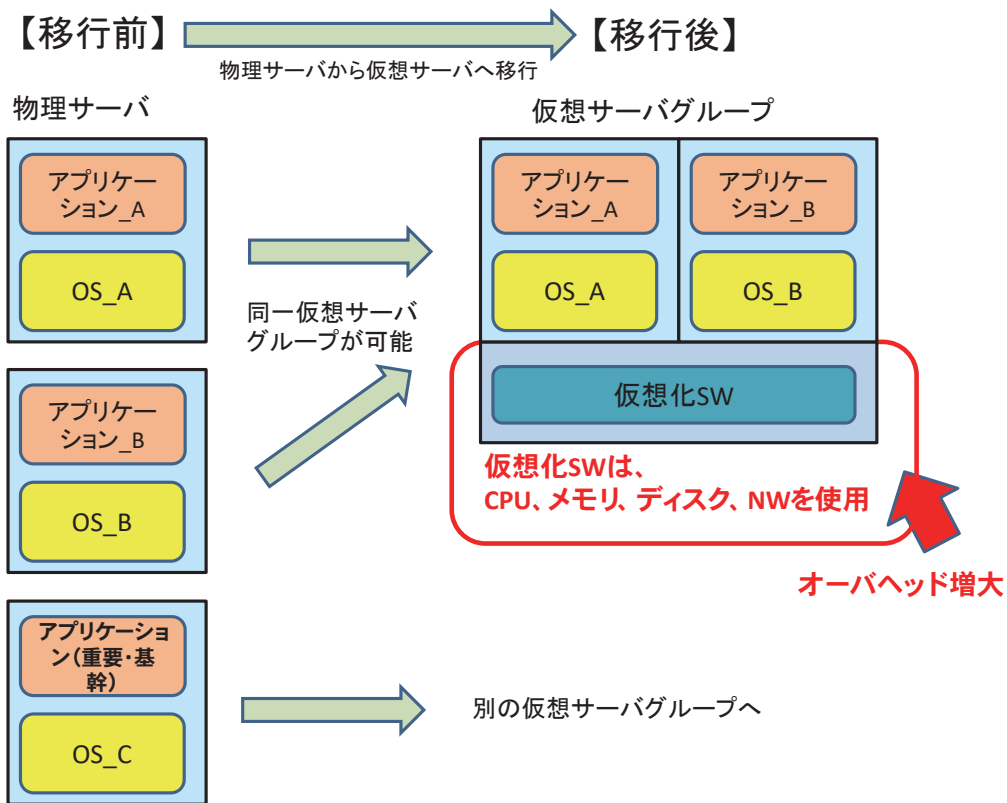 【移行前】
【移行後】
物理サーバから仮想サーバへ移行
物理サーバ
仮想サーバグループ
アプリケー
ション_A
OS_A
アプリケー
ション_A
アプリケー
ション_B
OS_A
OS_B
同一仮想サーバ
グループが可能
仮想化SW
アプリケー
ション_B
OS_B
仮想化SWは、
CPU、メモリ、ディスク、NWを使用
オーバヘッド増大
アプリケーショ
ン(重要・基
幹)
OS_C
別の仮想サーバグループへ